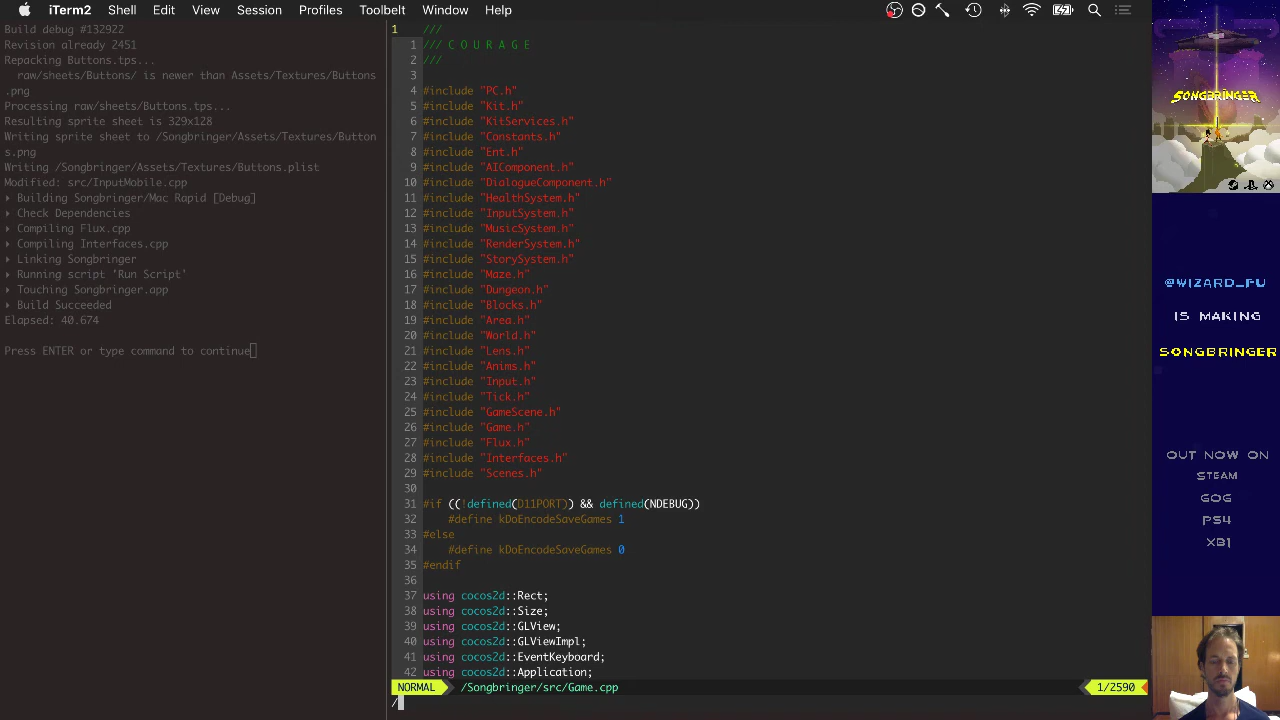 iTerm2 Shell Edit View Session Profiles Toolbelt Window Help
Build debug #132922
Revision already 2451
Repacking Buttons.tps...
raw/sheets/Buttons/ is newer than Assets/Textures/Buttons
.png
Processing raw/sheets/Buttons.tps...
Resulting sprite sheet is 329x128
Writing sprite sheet to /Songbringer/Assets/Textures/Button
s.png
Writing /Songbringer/Assets/Textures/Buttons.plist
Modified: src/InputMobile.cpp
▸ Building Songbringer/Mac Rapid [Debug]
▸ Check Dependencies
▸ Compiling Flux.cpp
▸ Compiling Interfaces.cpp
▸ Linking Songbringer
▸ Running script 'Run Script'
▸ Touching Songbringer.app
▸ Build Succeeded
Elapsed: 40.674
Press ENTER or type command to continue
1 ///
1 /// C O U R A G E
2 ///
3
4 #include "PC.h"
5 #include "Kit.h"
6 #include "KitServices.h"
7 #include "Constants.h"
8 #include "Ent.h"
9 #include "AIComponent.h"
10 #include "DialogueComponent.h"
11 #include "HealthSystem.h"
12 #include "InputSystem.h"
13 #include "MusicSystem.h"
14 #include "RenderSystem.h"
15 #include "StorySystem.h"
16 #include "Maze.h"
17 #include "Dungeon.h"
18 #include "Blocks.h"
19 #include "Area.h"
20 #include "World.h"
21 #include "Lens.h"
22 #include "Anims.h"
23 #include "Input.h"
24 #include "Tick.h"
25 #include "GameScene.h"
26 #include "Game.h"
27 #include "Flux.h"
28 #include "Interfaces.h"
29 #include "Scenes.h"
30
31 #if ((!defined(D11PORT)) && defined(NDEBUG))
32 #define kDoEncodeSaveGames 1
33 #else
34 #define kDoEncodeSaveGames 0
35 #endif
36
37 using cocos2d::Rect;
38 using cocos2d::Size;
39 using cocos2d::GLView;
40 using cocos2d::GLViewImpl;
41 using cocos2d::EventKeyboard;
42 using cocos2d::Application;
NORMAL /Songbringer/src/Game.cpp 1/2590
/
SONGBRINGER
@WIZARD_FU
IS MAKING
SONGBRINGER
OUT NOW ON
STEAM
GOG
PS4
XB1